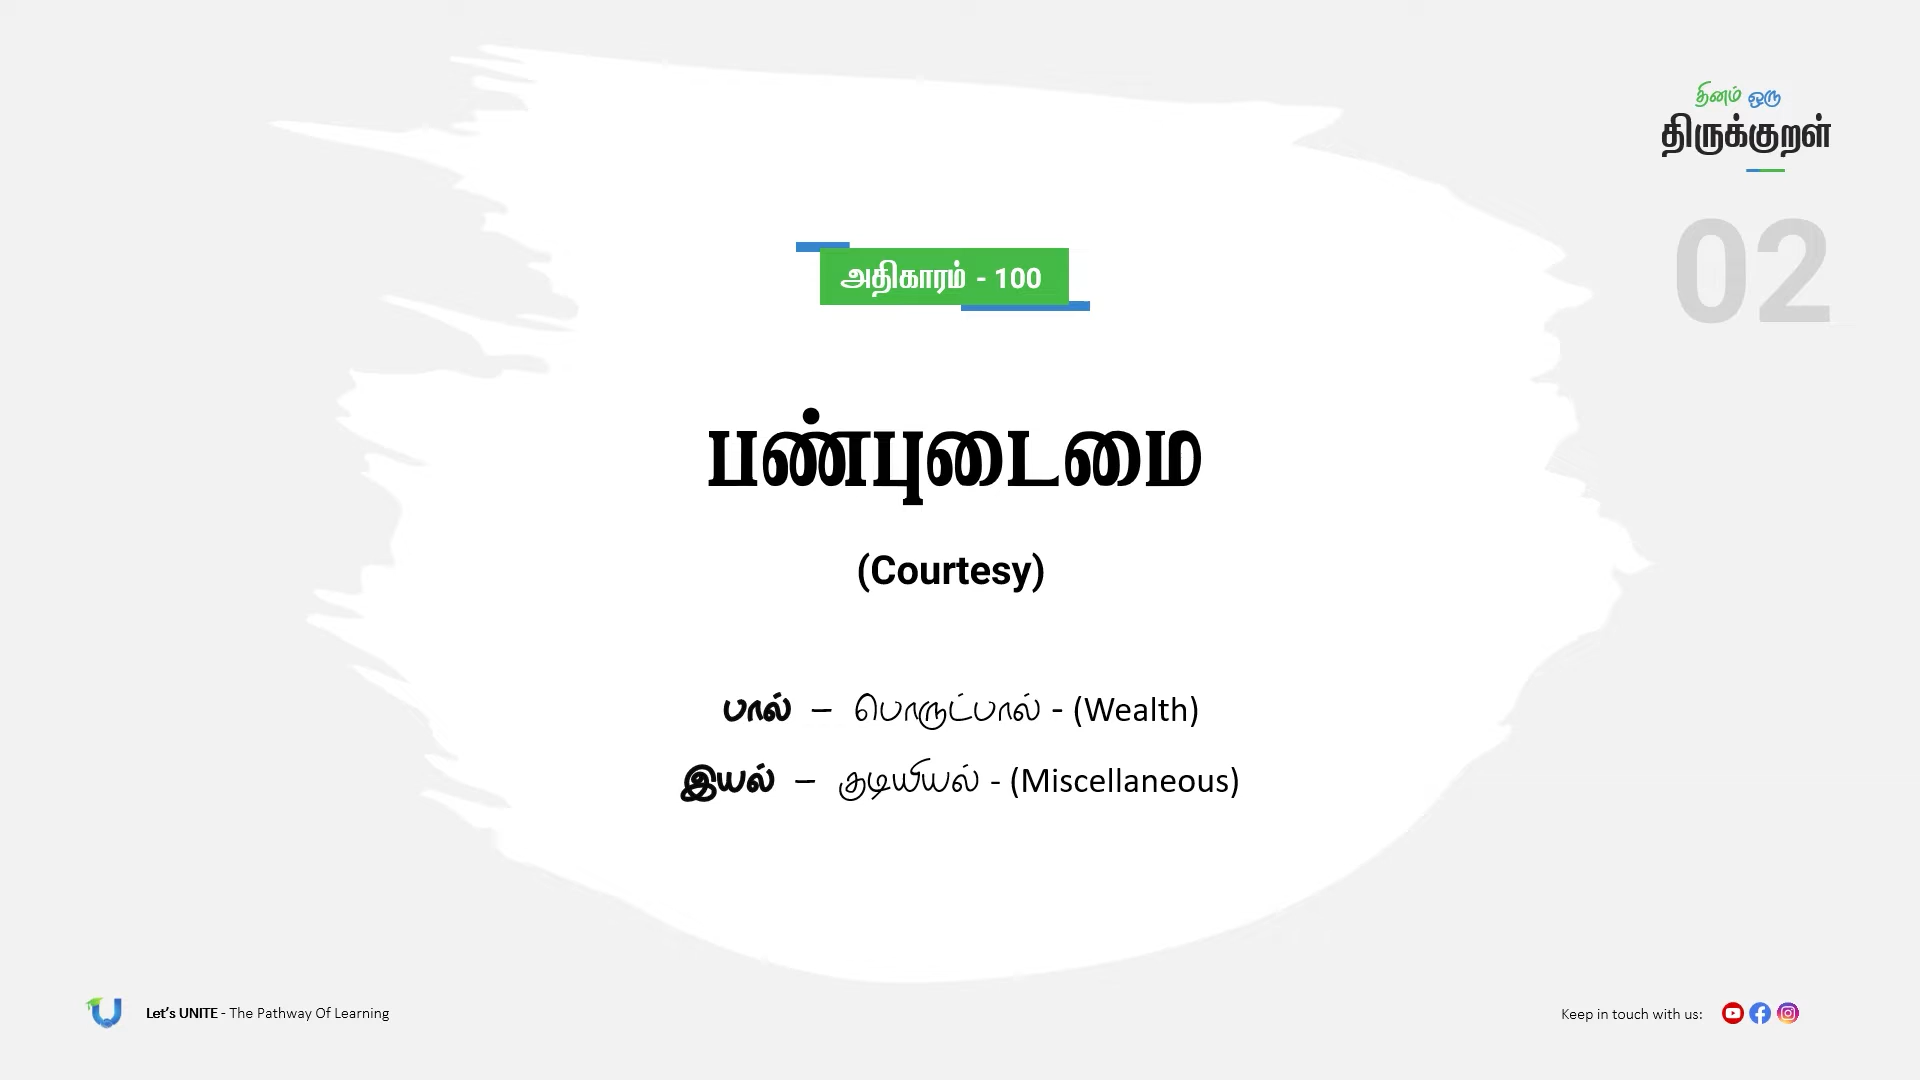 தினம் ஒரு
திருக்குறள்
02
அதிகாரம் - 100
பண்புடைமை
(Courtesy)
பால் – பொருட்பால் - (Wealth)
இயல் – குடியியல் - (Miscellaneous)
Let’s UNITE - The Pathway Of Learning
Keep in touch with us: